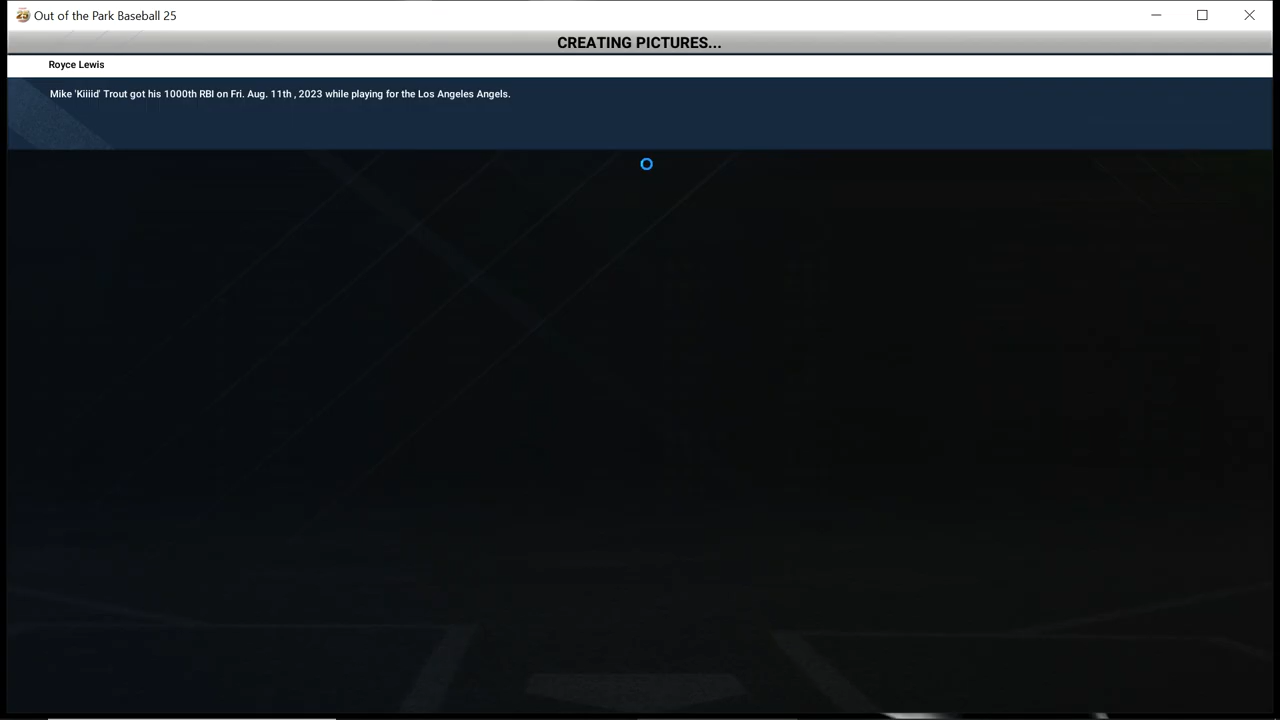 Out of the Park Baseball 25
CREATING PICTURES...
Royce Lewis
Mike 'Kiiiid' Trout got his 1000th RBI on Fri. Aug. 11th , 2023 while playing for the Los Angeles Angels.